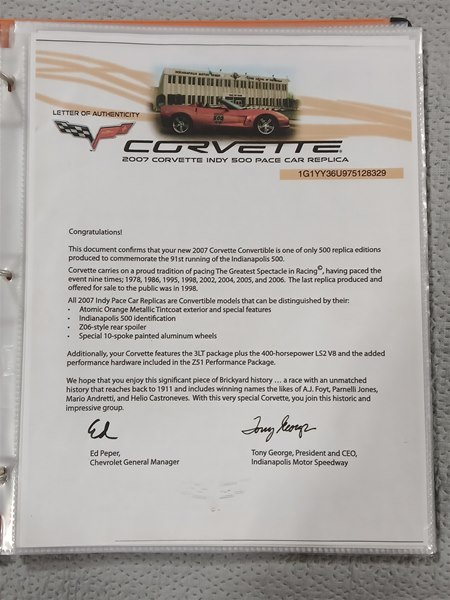 INDIANAPOLIS MOTOR SPEEDWAY
LETTER OF AUTHENTICITY
500
CORVETTE
2007 CORVETTE INDY 500 PACE CAR REPLICA
1G1YY36U975128329
Congratulations!
This document confirms that your new 2007 Corvette Convertible is one of only 500 replica editions
produced to commemorate the 91st running of the Indianapolis 500.
Corvette carries on a proud tradition of pacing The Greatest Spectacle in Racing©, having paced the
event nine times; 1978, 1986, 1995, 1998, 2002, 2004, 2005, and 2006. The last replica produced and
offered for sale to the public was in 1998.
All 2007 Indy Pace Car Replicas are Convertible models that can be distinguished by their:
• Atomic Orange Metallic Tintcoat exterior and special features
• Indianapolis 500 identification
• Z06-style rear spoiler
• Special 10-spoke painted aluminum wheels
Additionally, your Corvette features the 3LT package plus the 400-horsepower LS2 V8 and the added
performance hardware included in the Z51 Performance Package.
We hope that you enjoy this significant piece of Brickyard history … a race with an unmatched
history that reaches back to 1911 and includes winning names the likes of A.J. Foyt, Parnelli Jones,
Mario Andretti, and Helio Castroneves. With this very special Corvette, you join this historic and
impressive group.
Ed Tony George
Ed Peper, Tony George, President and CEO,
Chevrolet General Manager Indianapolis Motor Speedway